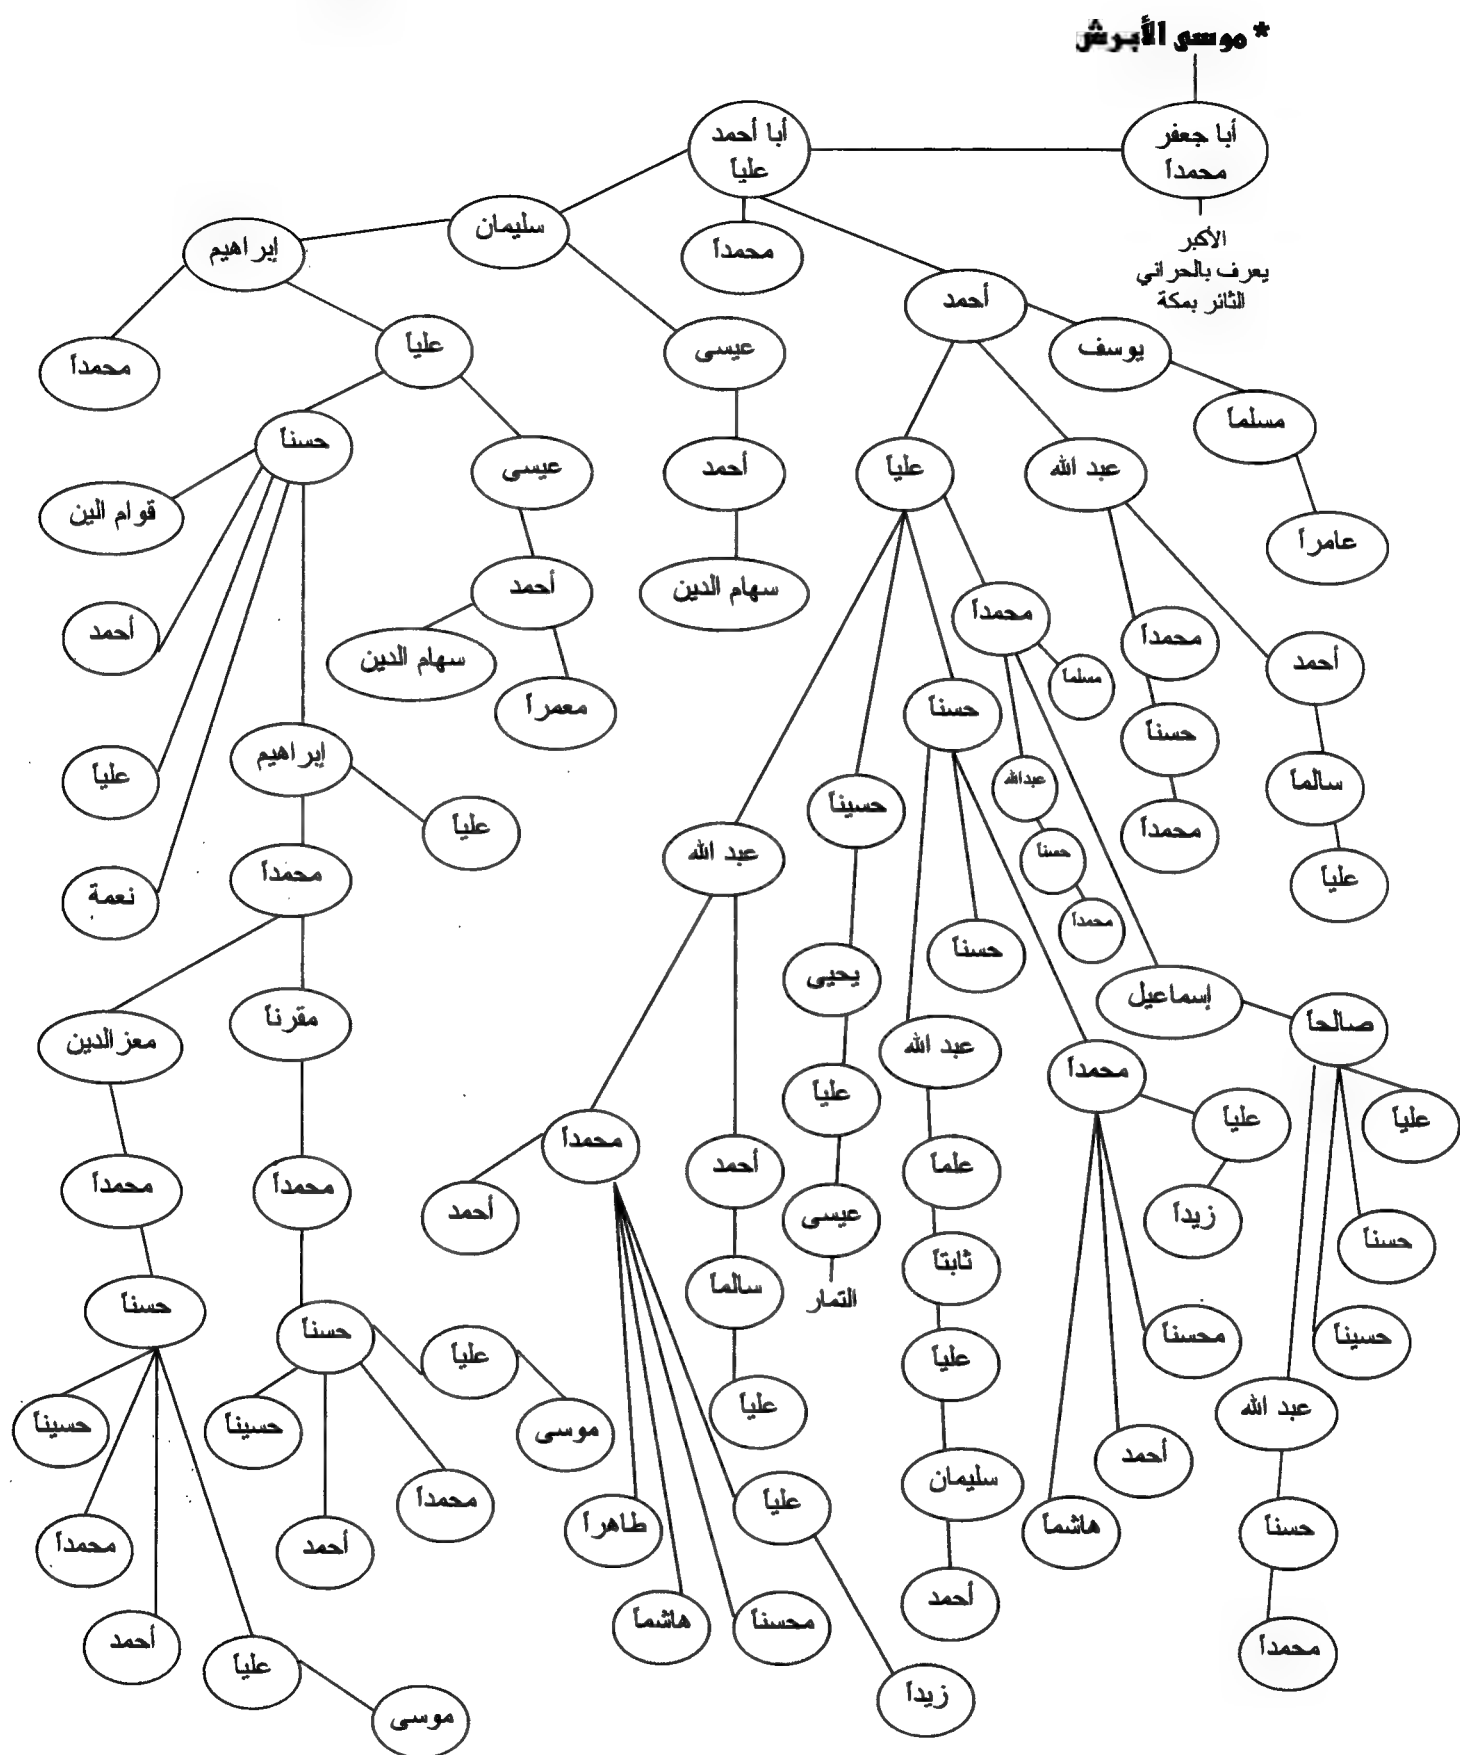 * موسى الأبرش
أبا جعفر
محمداً
أبا أحمد
علياً
الأكبر
يعرف بالحراني
الثائر بمكة
سليمان
إبراهيم
محمداً
أحمد
يوسف
عيسى
علياً
محمداً
مسلماً
حسناً
عيسى
أحمد
علياً
عبد الله
قوام الين
عامراً
أحمد
سهام الدين
محمداً
محمداً
أحمد
أحمد
سهام الدين
مسلماً
معمراً
حسناً
حسناً
إبراهيم
علياً
عبدالله
سالماً
حسيناً
علياً
عبد الله
حسناً
محمداً
علياً
محمداً
نعمة
محمداً
حسناً
يحيى
إسماعيل
صالحاً
مقرناً
معز الدين
عبد الله
محمداً
علياً
علياً
علياً
محمداً
أحمد
علماً
محمداً
محمداً
أحمد
عيسى
زيداً
حسناً
ثابتاً
سالماً
التمار
حسناً
حسناً
علياً
علياً
محسناً
حسيناً
علياً
عبد الله
حسيناً
حسيناً
موسى
أحمد
سليمان
محمداً
علياً
هاشماً
حسناً
طاهراً
محمداً
أحمد
أحمد
هاشماً
محسناً
أحمد
محمداً
علياً
زيداً
موسى